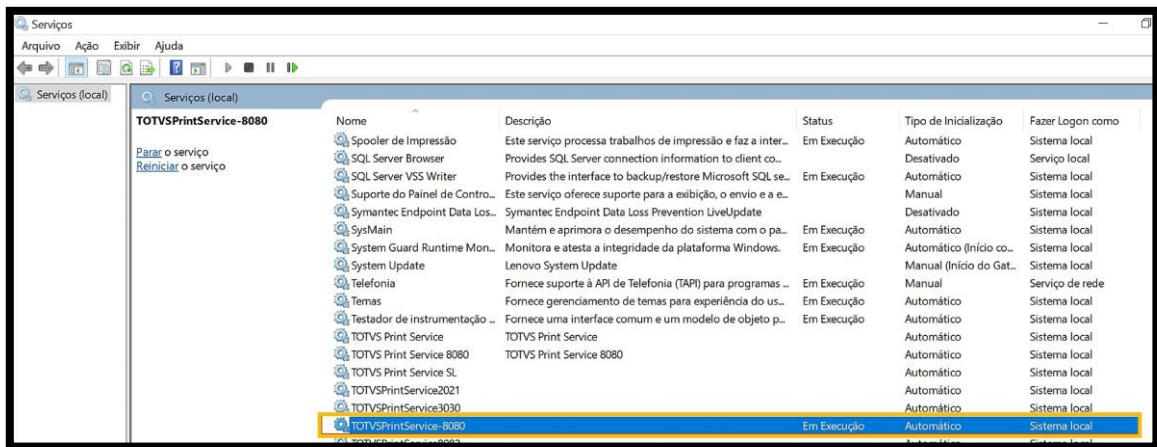 Serviços
Arquivo Ação Exibir Ajuda
Serviços (local)
Serviços (local)
TOTVSPrintService-8080
Parar o serviço
Reiniciar o serviço
Nome Descrição Status Tipo de Inicialização Fazer Logon como
Spooler de Impressão Este serviço processa trabalhos de impressão e faz a inter... Em Execução Automático Sistema local
SQL Server Browser Provides SQL Server connection information to client co... Desativado Serviço local
SQL Server VSS Writer Provides the interface to backup/restore Microsoft SQL se... Em Execução Automático Sistema local
Suporte do Painel de Contro... Este serviço oferece suporte para a exibição, o envio e a e... Manual Sistema local
Symantec Endpoint Data Los... Symantec Endpoint Data Loss Prevention LiveUpdate Desativado Sistema local
SysMain Mantém e aprimora o desempenho do sistema com o pa... Em Execução Automático Sistema local
System Guard Runtime Mon... Monitora e atesta a integridade da plataforma Windows. Em Execução Automático (Início co... Sistema local
System Update Lenovo System Update Manual (Início do Gat... Sistema local
Telefonia Fornece suporte à API de Telefonia (TAPI) para programas ... Em Execução Manual Serviço de rede
Temas Fornece gerenciamento de temas para experiência do us... Em Execução Automático Sistema local
Testador de instrumentação ... Fornece uma interface comum e um modelo de objeto p... Em Execução Automático Sistema local
TOTVS Print Service TOTVS Print Service Automático Sistema local
TOTVS Print Service 8080 TOTVS Print Service 8080 Automático Sistema local
TOTVS Print Service SL Automático Sistema local
TOTVSPrintService2021 Automático Sistema local
TOTVSPrintService3030 Automático Sistema local
TOTVSPrintService-8080 Em Execução Automático Sistema local